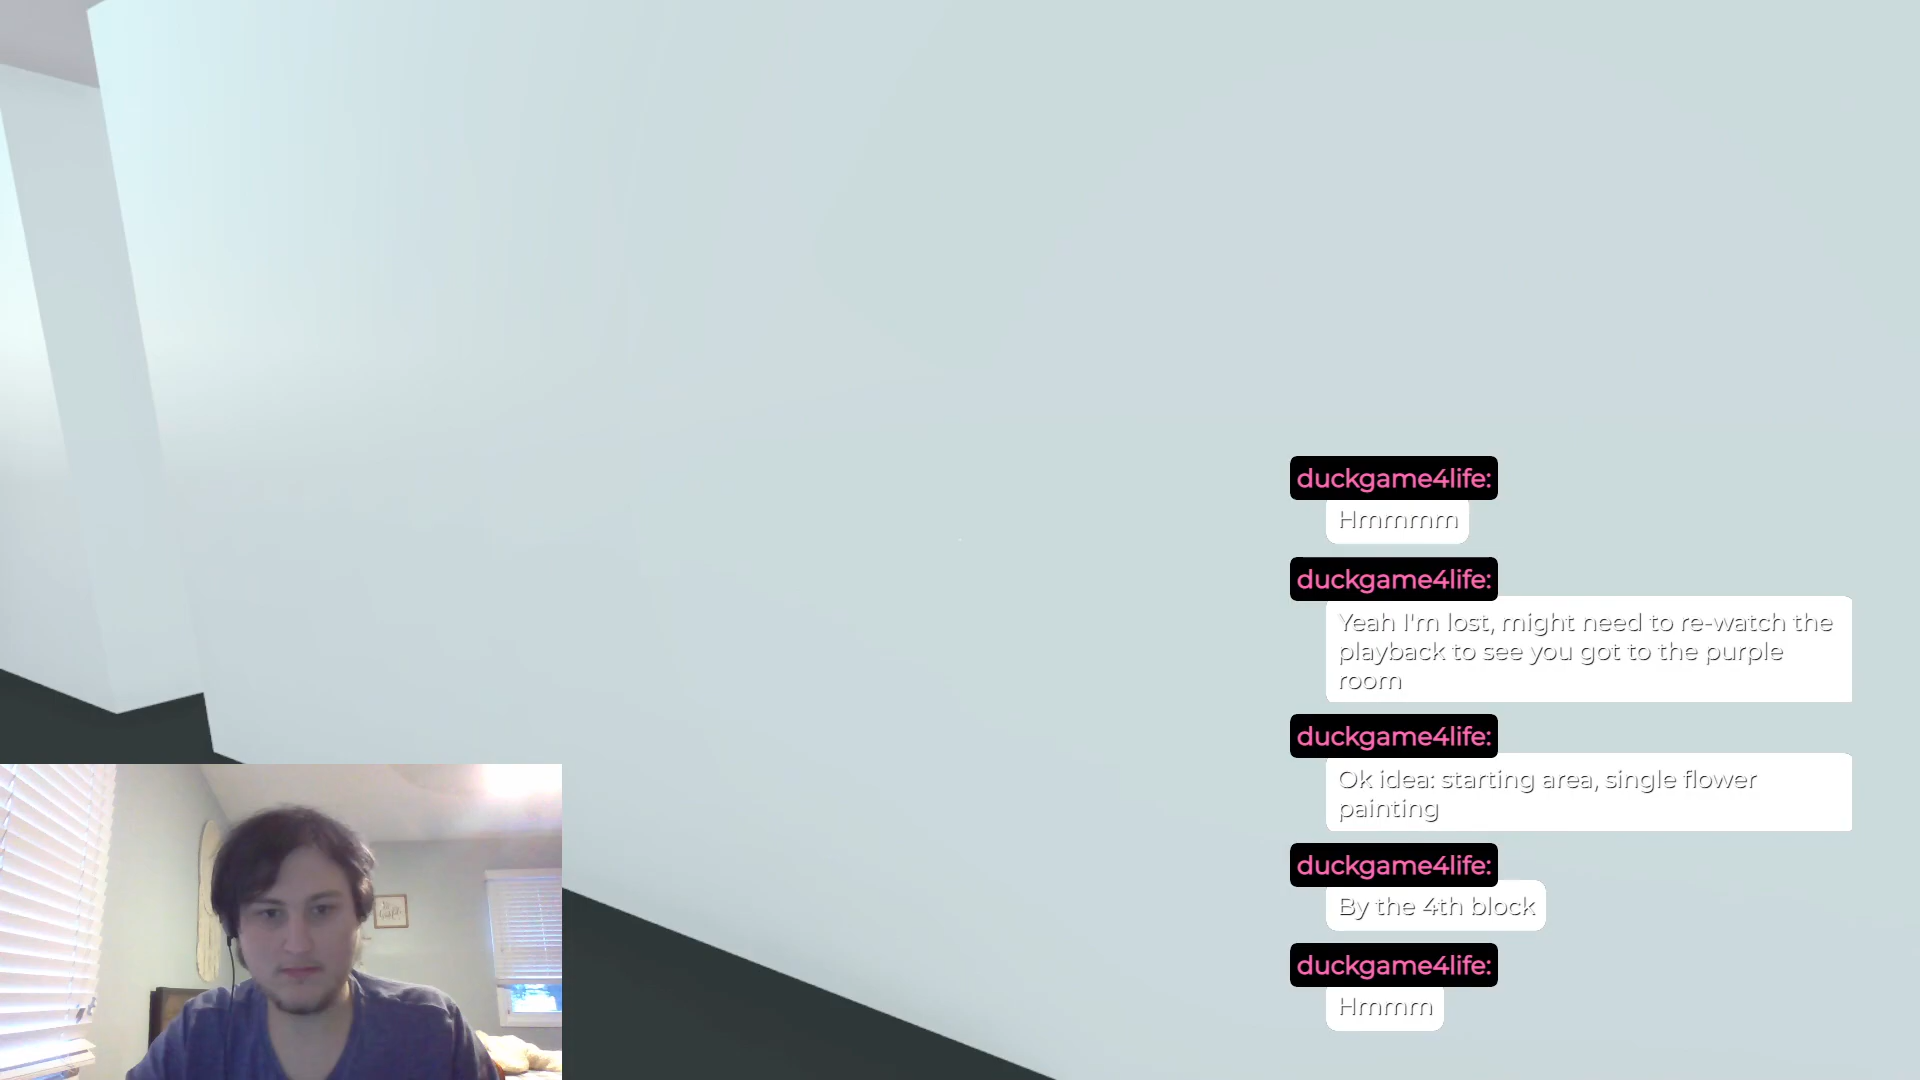 duckgame4life:
Hmmmm
duckgame4life:
Yeah I'm lost, might need to re-watch the
playback to see you got to the purple
room
duckgame4life:
Ok idea: starting area, single flower
painting
duckgame4life:
By the 4th block
duckgame4life:
Hmmm